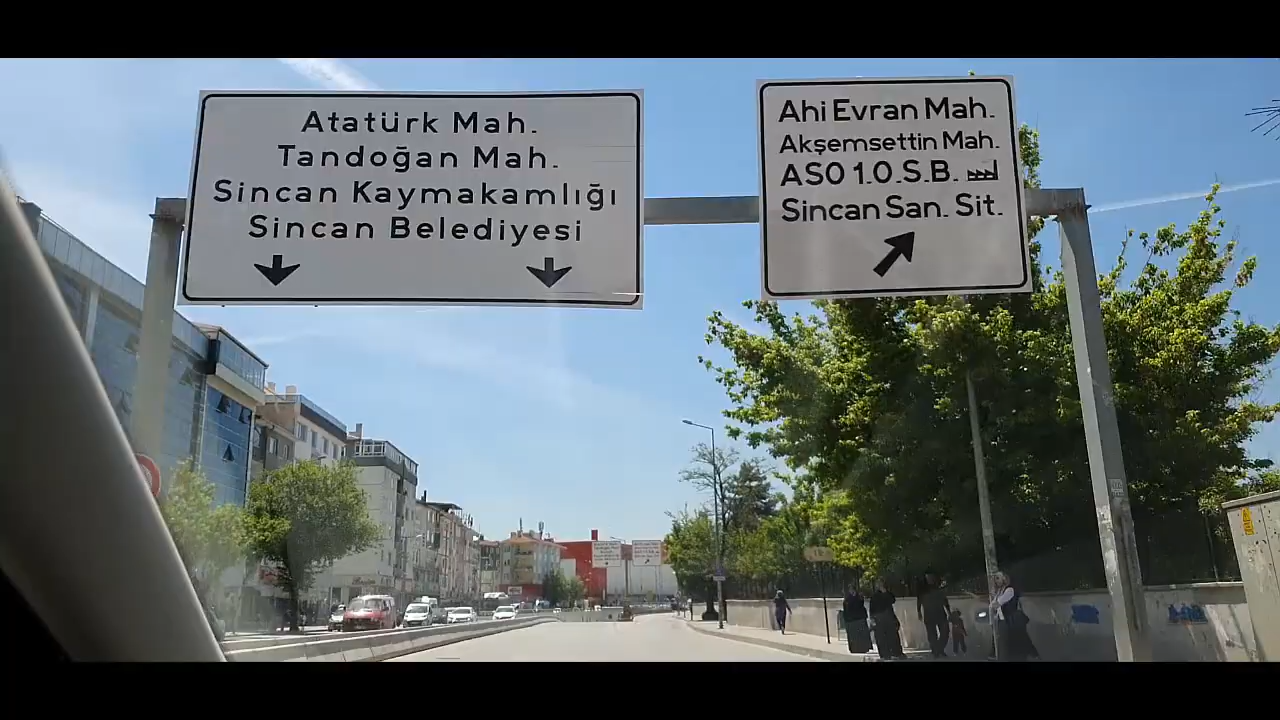 Atatürk Mah.
Tandoğan Mah.
Sincan Kaymakamlığı
Sincan Belediyesi
Ahi Evran Mah.
Akşemsettin Mah.
ASO 1.O.S.B.
Sincan San. Sit.